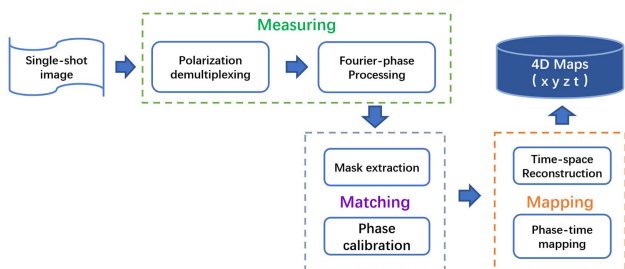 Measuring
Single-shot
image
Polarization
demultiplexing
Fourier-phase
Processing
4D Maps
( x y z t )
Mask extraction
Matching
Phase
calibration
Time-space
Reconstruction
Mapping
Phase-time
mapping